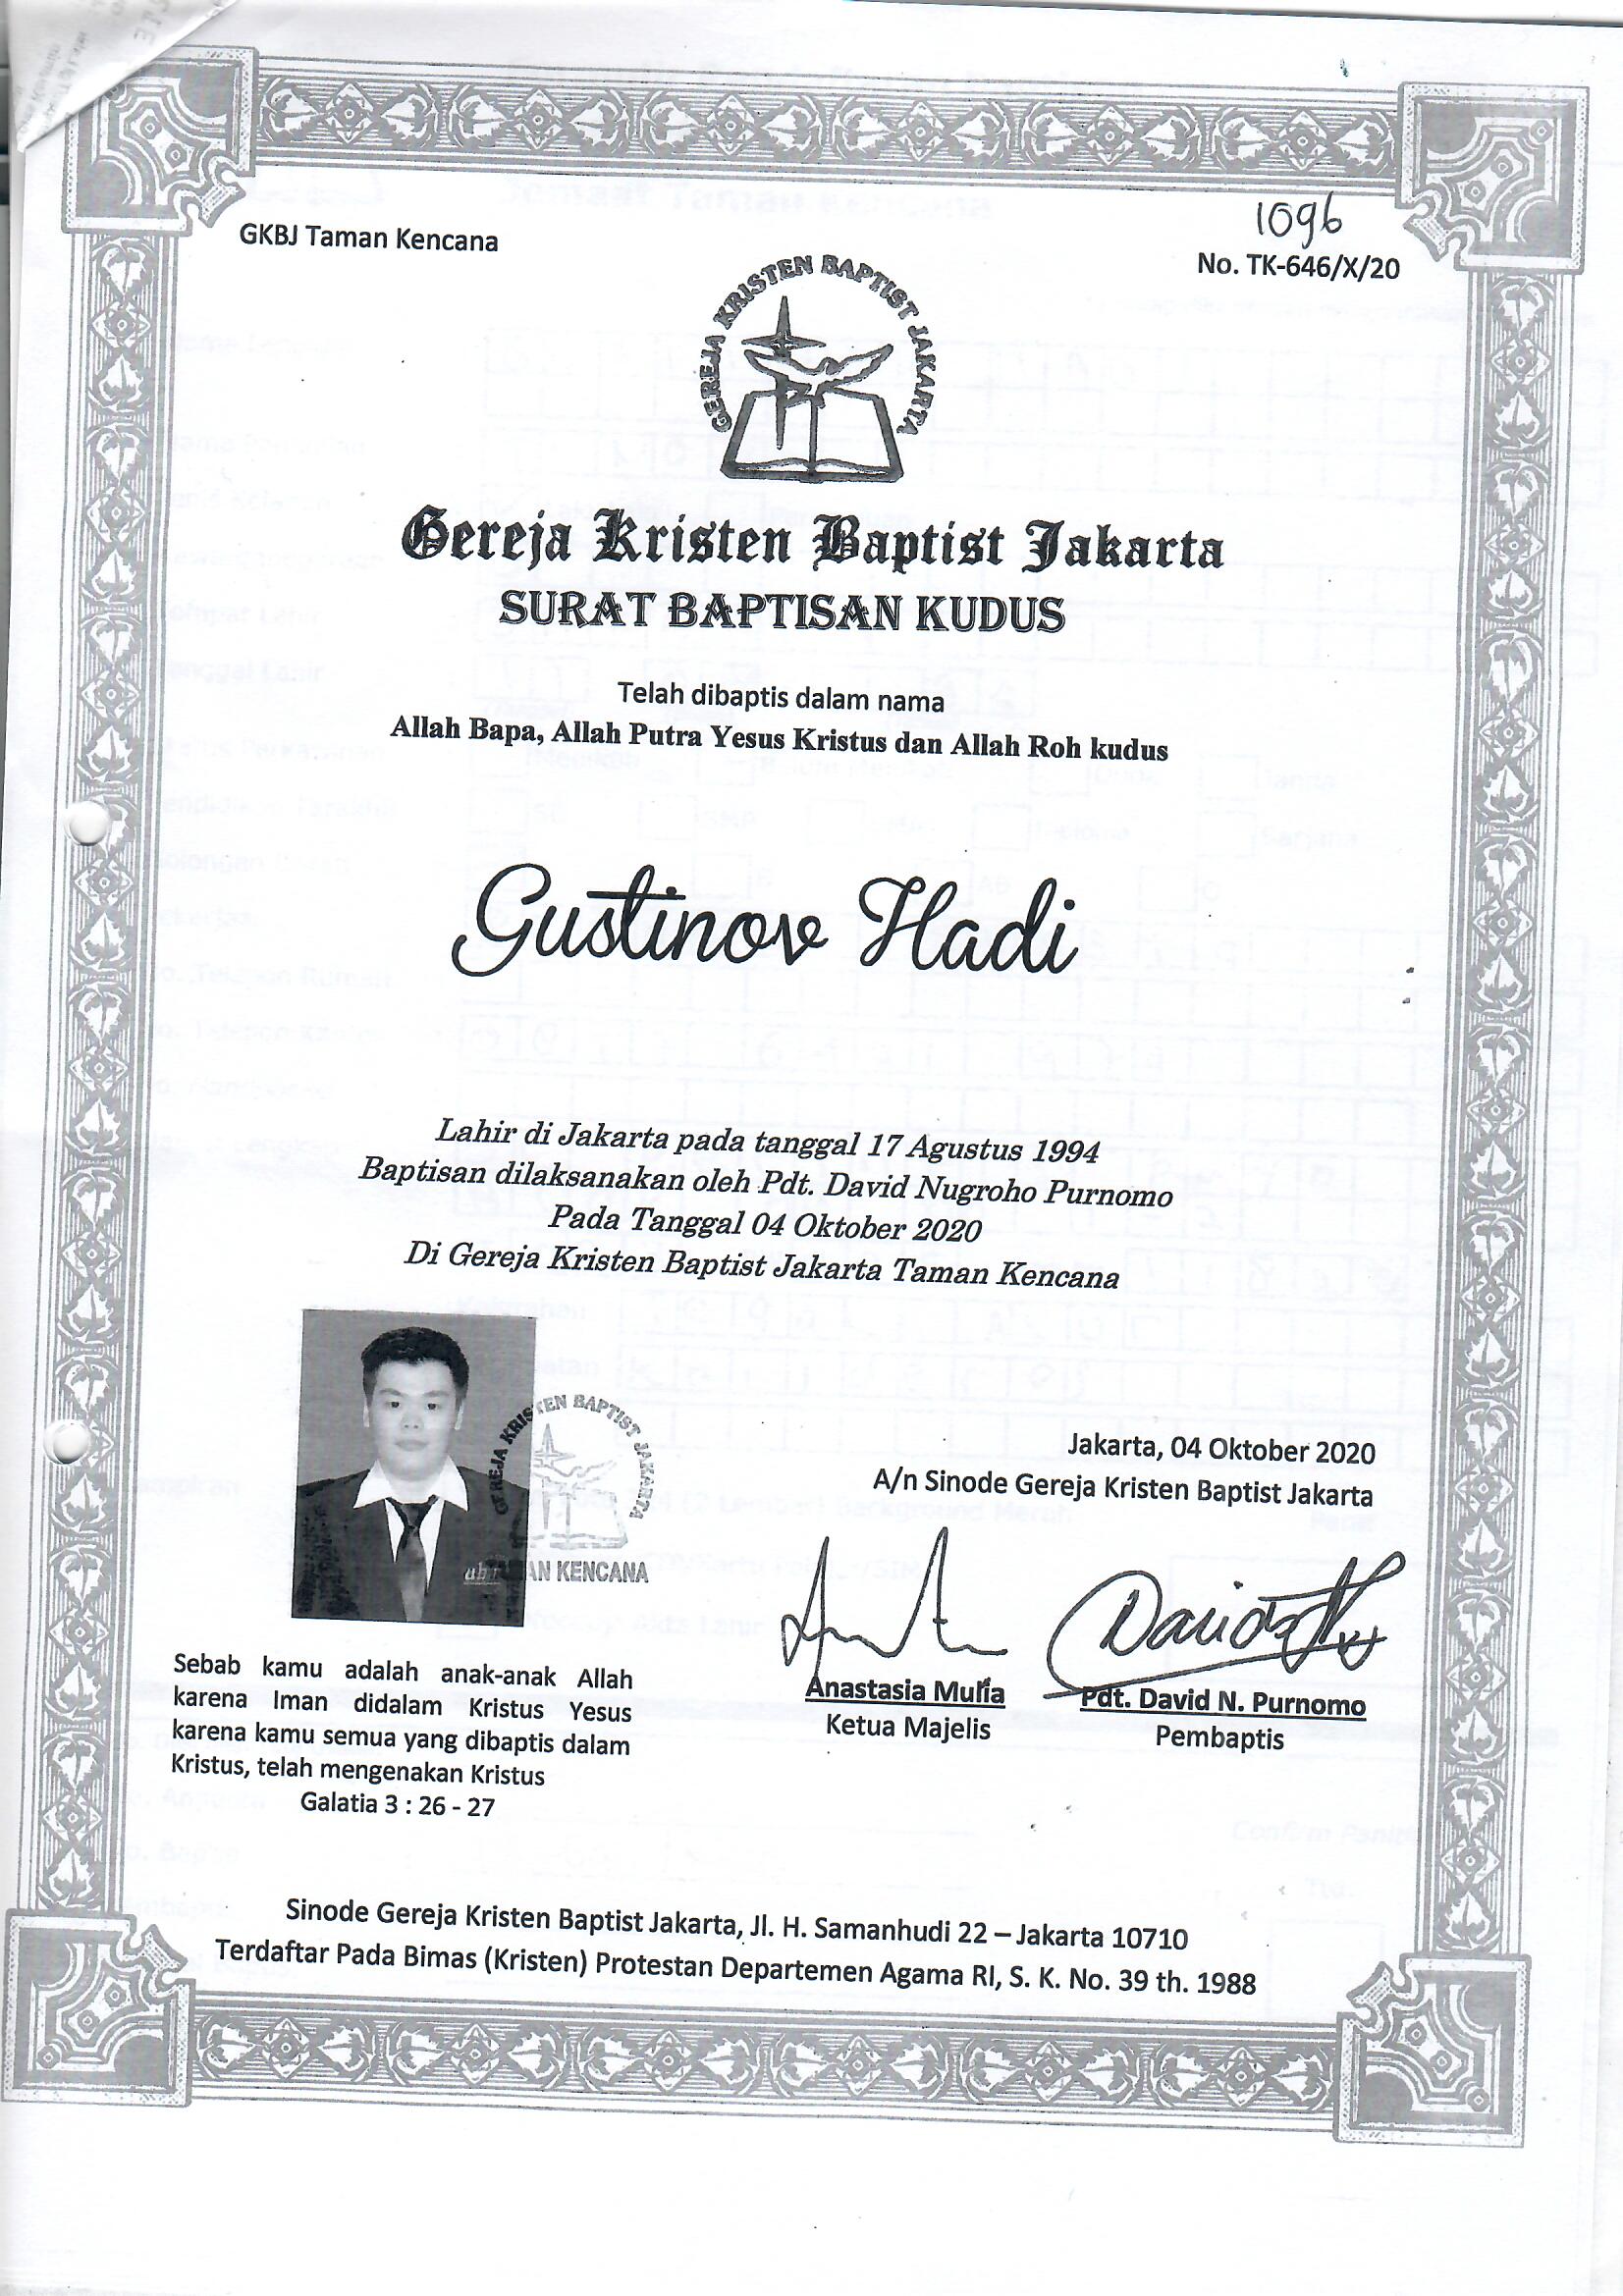 GKBJ Taman Kencana
1096
No. TK-646/X/20
GEREJA KRISTEN BAPTIST JAKARTA
Gereja Kristen Baptist Jakarta
SURAT BAPTISAN KUDUS
Telah dibaptis dalam nama
Allah Bapa, Allah Putra Yesus Kristus dan Allah Roh kudus
Gustinov Hadi
Lahir di Jakarta pada tanggal 17 Agustus 1994
Baptisan dilaksanakan oleh Pdt. David Nugroho Purnomo
Pada Tanggal 04 Oktober 2020
Di Gereja Kristen Baptist Jakarta Taman Kencana
GEREJA KRISTEN BAPTIST JAKARTA
KENCANA
Jakarta, 04 Oktober 2020
A/n Sinode Gereja Kristen Baptist Jakarta
Anastasia Mulia
Ketua Majelis
Pdt. David N. Purnomo
Pembaptis
Sebab kamu adalah anak-anak Allah
karena Iman didalam Kristus Yesus
karena kamu semua yang dibaptis dalam
Kristus, telah mengenakan Kristus
Galatia 3 : 26 - 27
Sinode Gereja Kristen Baptist Jakarta, Jl. H. Samanhudi 22 – Jakarta 10710
Terdaftar Pada Bimas (Kristen) Protestan Departemen Agama RI, S. K. No. 39 th. 1988